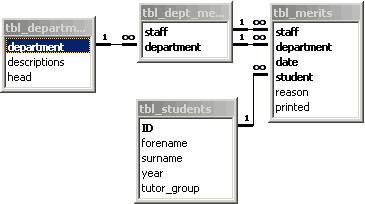 tbl_departm...
department
descriptions
head
1 ∞
tbl_dept_me...
staff
department
1 ∞
1 ∞
tbl_merits
staff
department
date
student
reason
printed
∞
1
tbl_students
ID
forename
surname
year
tutor_group